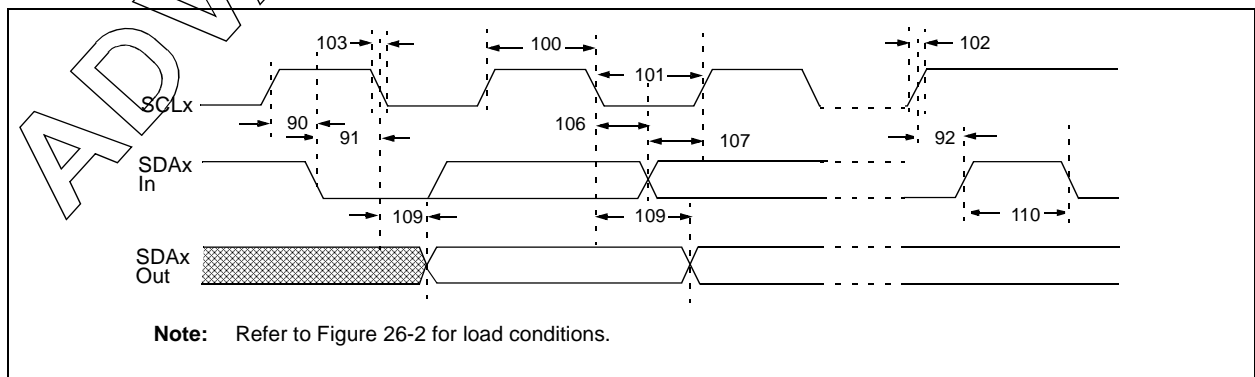 ADV
103
100
102
101
SCLx
90
91
106
107
92
SDAx
In
109
109
110
SDAx
Out
Note: Refer to Figure 26-2 for load conditions.